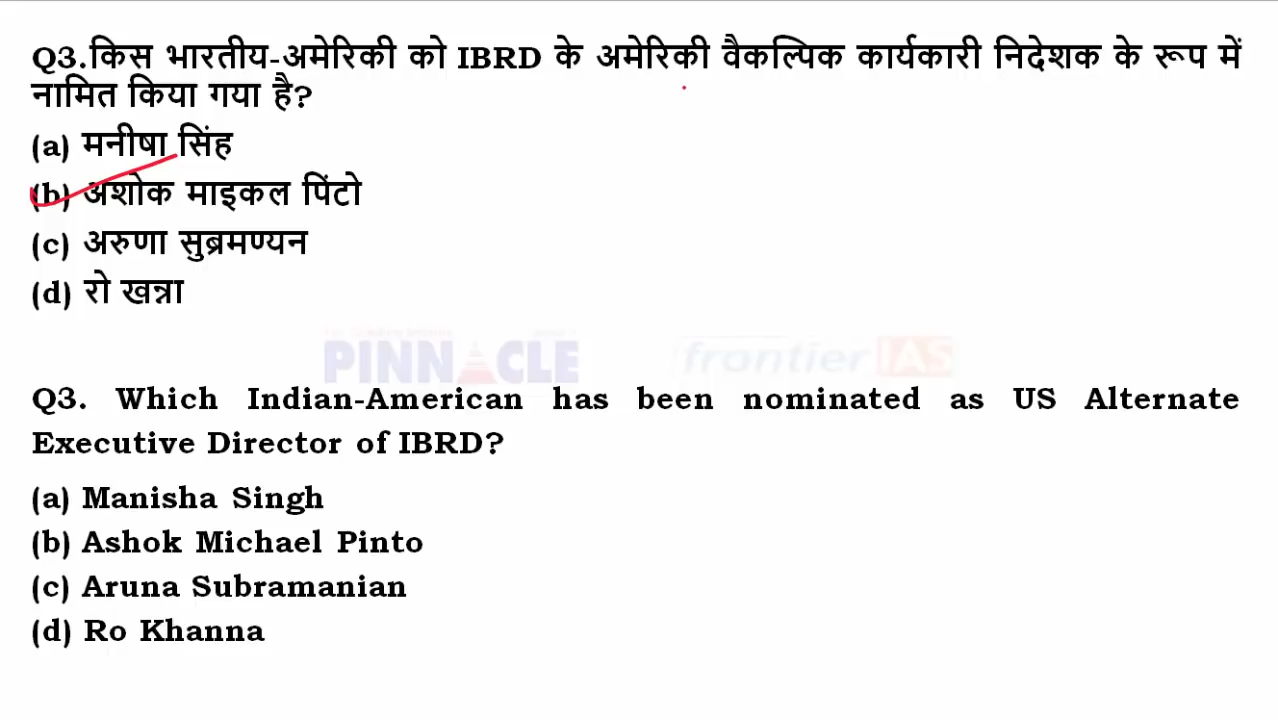 Q3.किस भारतीय-अमेरिकी को IBRD के अमेरिकी वैकल्पिक कार्यकारी निदेशक के रूप में
नामित किया गया है?
(a) मनीषा सिंह
(b) अशोक माइकल पिंटो
(c) अरुणा सुब्रमण्यन
(d) रो खन्ना
PINNACLE frontier IAS
Q3. Which Indian-American has been nominated as US Alternate
Executive Director of IBRD?
(a) Manisha Singh
(b) Ashok Michael Pinto
(c) Aruna Subramanian
(d) Ro Khanna